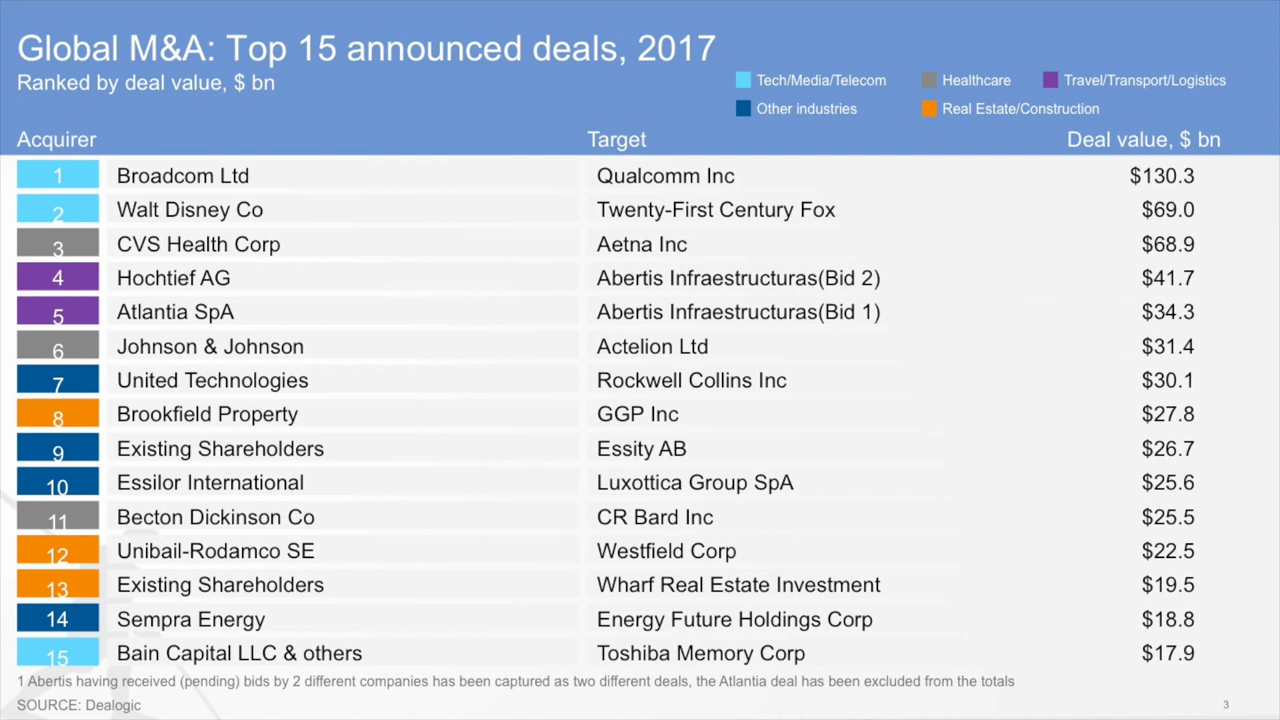 Global M&A: Top 15 announced deals, 2017
Ranked by deal value, $ bn
Tech/Media/Telecom Healthcare Travel/Transport/Logistics
Other industries Real Estate/Construction
Acquirer Target Deal value, $ bn
1 Broadcom Ltd Qualcomm Inc $130.3
2 Walt Disney Co Twenty-First Century Fox $69.0
3 CVS Health Corp Aetna Inc $68.9
4 Hochtief AG Abertis Infraestructuras(Bid 2) $41.7
5 Atlantia SpA Abertis Infraestructuras(Bid 1) $34.3
6 Johnson & Johnson Actelion Ltd $31.4
7 United Technologies Rockwell Collins Inc $30.1
8 Brookfield Property GGP Inc $27.8
9 Existing Shareholders Essity AB $26.7
10 Essilor International Luxottica Group SpA $25.6
11 Becton Dickinson Co CR Bard Inc $25.5
12 Unibail-Rodamco SE Westfield Corp $22.5
13 Existing Shareholders Wharf Real Estate Investment $19.5
14 Sempra Energy Energy Future Holdings Corp $18.8
15 Bain Capital LLC & others Toshiba Memory Corp $17.9
1 Abertis having received (pending) bids by 2 different companies has been captured as two different deals, the Atlantia deal has been excluded from the totals
SOURCE: Dealogic 3